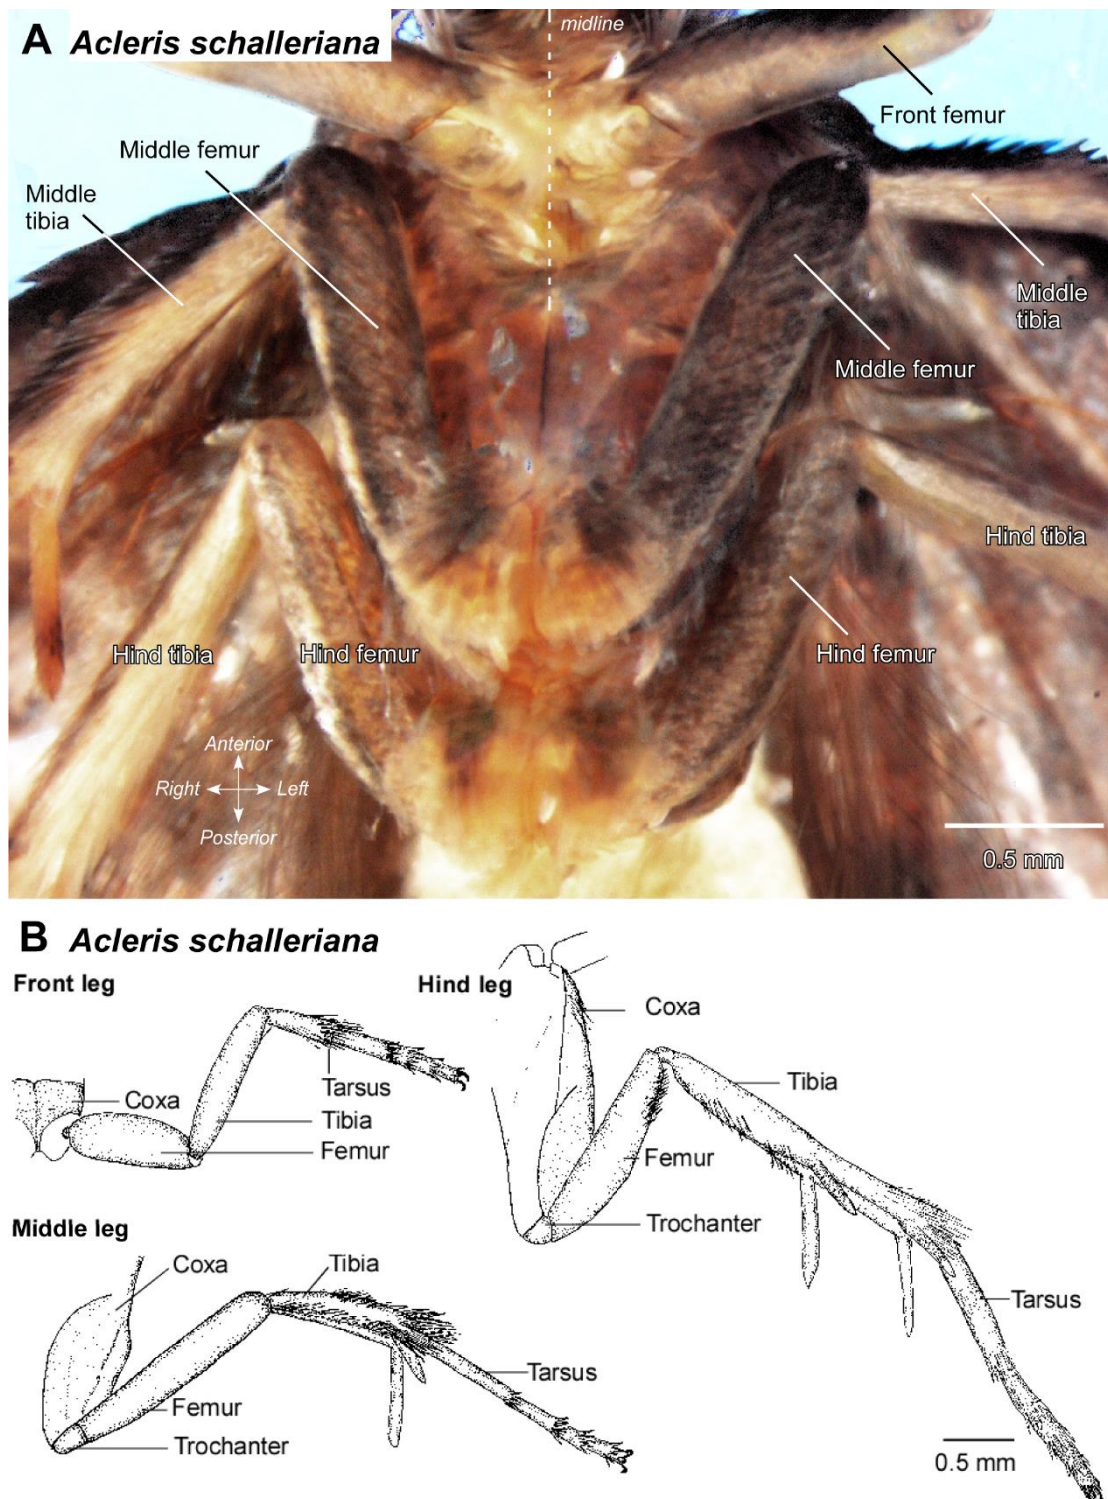 A Acleris schalleriana
midline
Front femur
Middle femur
Middle
tibia
Middle
tibia
Middle femur
Hind tibia
Hind tibia
Hind femur
Hind femur
Anterior
Right
Left
Posterior
0.5 mm
B Acleris schalleriana
Front leg
Coxa
Tarsus
Tibia
Femur
Hind leg
Coxa
Tibia
Femur
Trochanter
Tarsus
Middle leg
Coxa
Tibia
Tarsus
Femur
Trochanter
0.5 mm